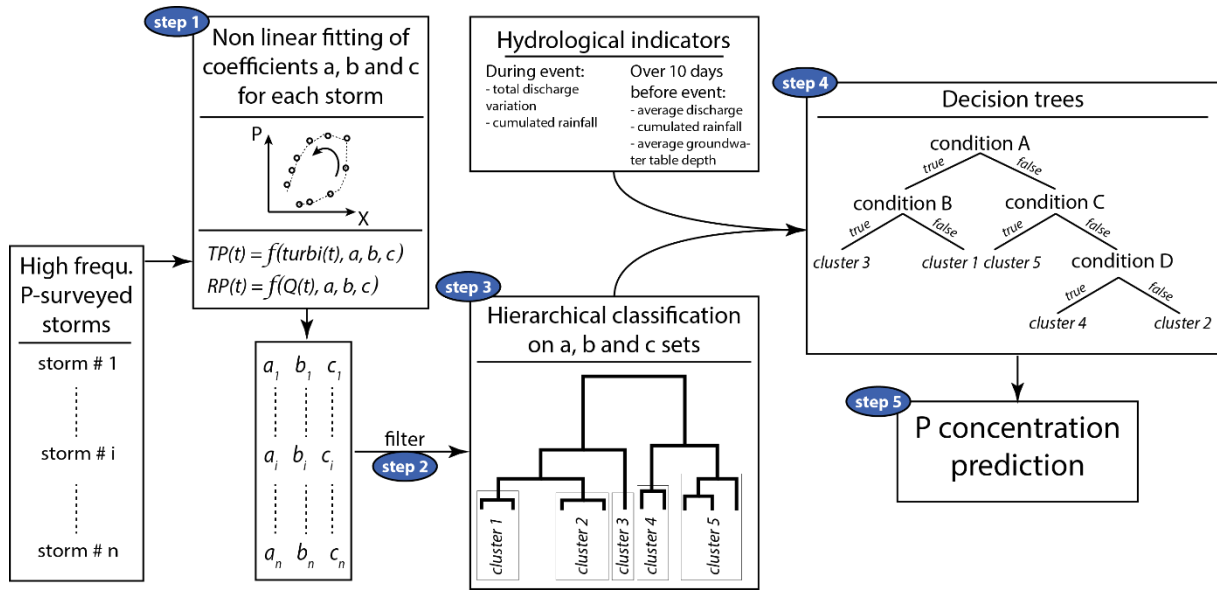 step 1
Non linear fitting of
coefficients a, b and c
for each storm
P
X
TP(t) = f(turbi(t), a, b, c)
RP(t) = f(Q(t), a, b, c)
High frequ.
P-surveyed
storms
storm # 1
storm # i
storm # n
a1 b1 c1
ai bi ci
an bn cn
filter
step 2
Hydrological indicators
During event:
- total discharge
variation
- cumulated rainfall
Over 10 days
before event:
- average discharge
- cumulated rainfall
- average groundwa-
ter table depth
step 3
Hierarchical classification
on a, b and c sets
cluster 1
cluster 2
cluster 3
cluster 4
cluster 5
step 4
Decision trees
condition A
true
false
condition B
condition C
true
false
true
false
cluster 3
cluster 1
cluster 5
condition D
true
false
cluster 4
cluster 2
step 5
P concentration
prediction